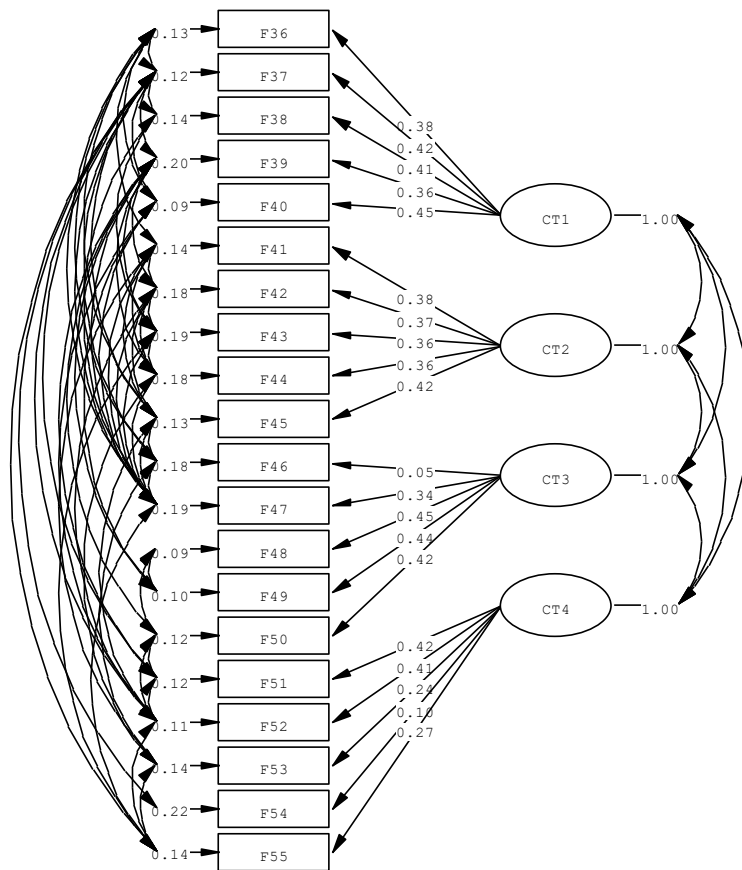 0.13 F36
0.12 F37
0.14 F38
0.20 F39
0.09 F40
0.14 F41
0.18 F42
0.19 F43
0.18 F44
0.13 F45
0.18 F46
0.19 F47
0.09 F48
0.10 F49
0.12 F50
0.12 F51
0.11 F52
0.14 F53
0.22 F54
0.14 F55
0.38
0.42
0.41
0.36
0.45
CT1 1.00
0.38
0.37
0.36
0.36
0.42
CT2 1.00
0.05
0.34
0.45
0.44
0.42
CT3 1.00
0.42
0.41
0.24
0.10
0.27
CT4 1.00